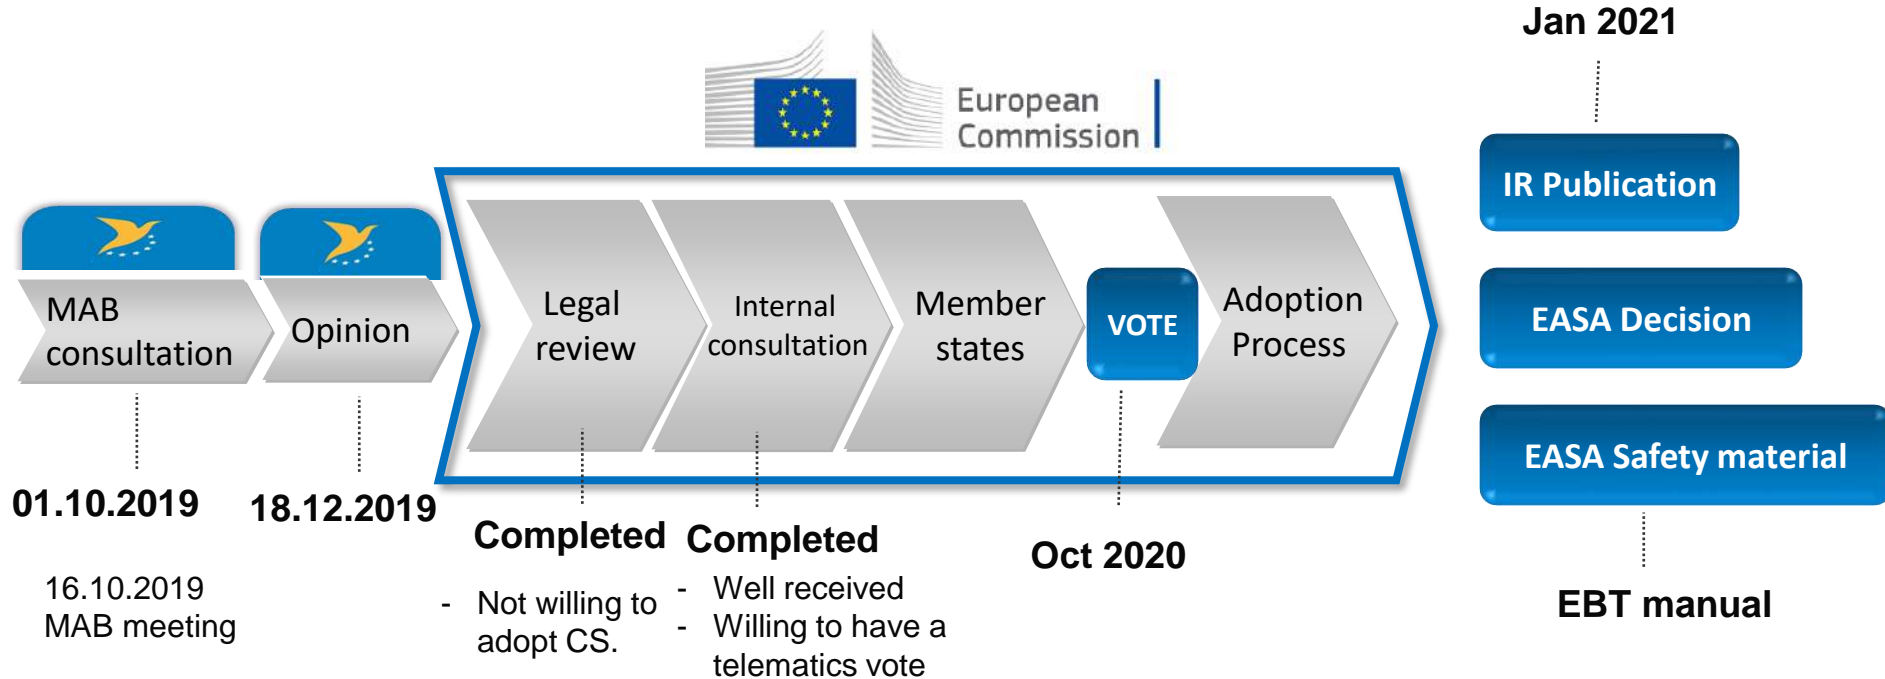 Jan 2021
European
Commission
IR Publication
MAB
consultation
Opinion
Legal
review
Internal
consultation
Member
states
VOTE
Adoption
Process
EASA Decision
EASA Safety material
01.10.2019
18.12.2019
Completed
Completed
Oct 2020
16.10.2019
MAB meeting
- Not willing to
adopt CS.
- Well received
- Willing to have a
telematics vote
EBT manual